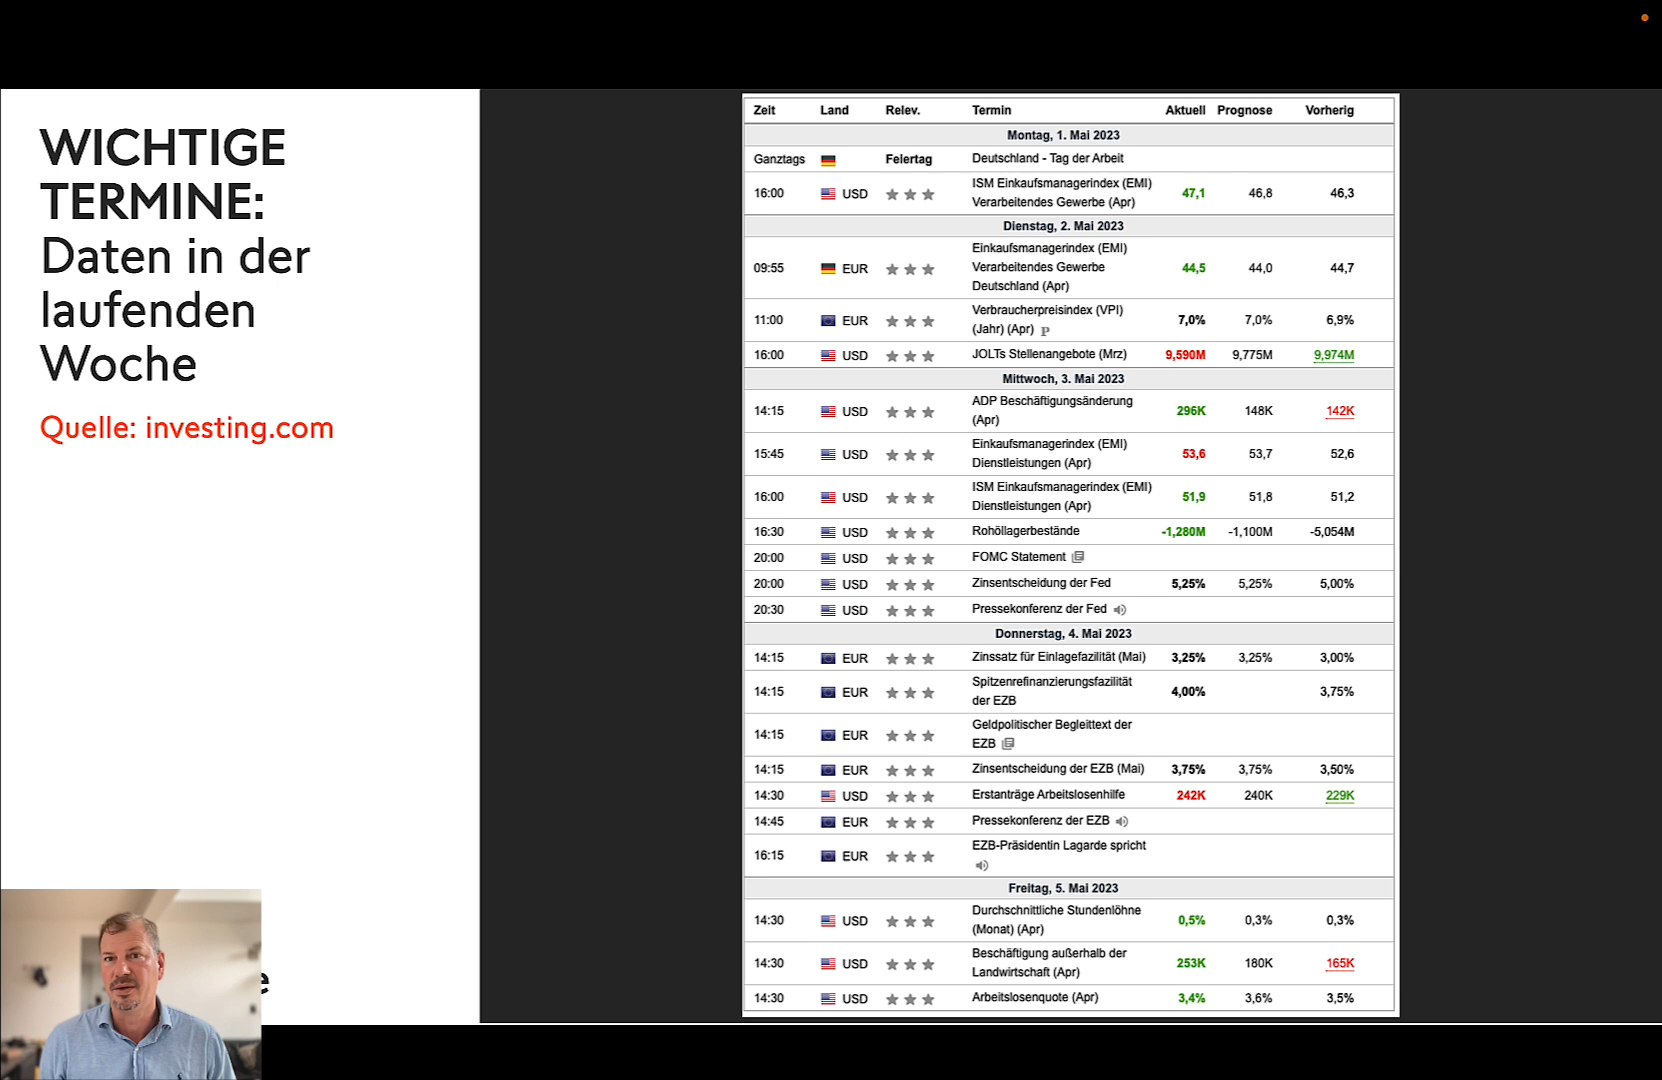 WICHTIGE
TERMINE:
Daten in der
laufenden
Woche
Quelle: investing.com
e
Zeit Land Relev. Termin Aktuell Prognose Vorherig
Montag, 1. Mai 2023
Ganztags Feiertag Deutschland - Tag der Arbeit
ISM Einkaufsmanagerindex (EMI)
16:00 USD 47,1 46,8 46,3
Verarbeitendes Gewerbe (Apr)
Dienstag, 2. Mai 2023
Einkaufsmanagerindex (EMI)
09:55 EUR Verarbeitendes Gewerbe 44,5 44,0 44,7
Deutschland (Apr)
Verbraucherpreisindex (VPI)
11:00 EUR 7,0% 7,0% 6,9%
(Jahr) (Apr) P
16:00 USD JOLTs Stellenangebote (Mrz) 9,590M 9,775M 9,974M
Mittwoch, 3. Mai 2023
ADP Beschäftigungsänderung
14:15 USD 296K 148K 142K
(Apr)
Einkaufsmanagerindex (EMI)
15:45 USD 53,6 53,7 52,6
Dienstleistungen (Apr)
ISM Einkaufsmanagerindex (EMI)
16:00 USD 51,9 51,8 51,2
Dienstleistungen (Apr)
16:30 USD Rohöllagerbestände -1,280M -1,100M -5,054M
20:00 USD FOMC Statement
20:00 USD Zinsentscheidung der Fed 5,25% 5,25% 5,00%
20:30 USD Pressekonferenz der Fed
Donnerstag, 4. Mai 2023
14:15 EUR Zinssatz für Einlagefazilität (Mai) 3,25% 3,25% 3,00%
Spitzenrefinanzierungsfazilität
14:15 EUR 4,00% 3,75%
der EZB
Geldpolitischer Begleittext der
14:15 EUR
EZB
14:15 EUR Zinsentscheidung der EZB (Mai) 3,75% 3,75% 3,50%
14:30 USD Erstanträge Arbeitslosenhilfe 242K 240K 229K
14:45 EUR Pressekonferenz der EZB
EZB-Präsidentin Lagarde spricht
16:15 EUR
Freitag, 5. Mai 2023
Durchschnittliche Stundenlöhne
14:30 USD 0,5% 0,3% 0,3%
(Monat) (Apr)
Beschäftigung außerhalb der
14:30 USD 253K 180K 165K
Landwirtschaft (Apr)
14:30 USD Arbeitslosenquote (Apr) 3,4% 3,6% 3,5%